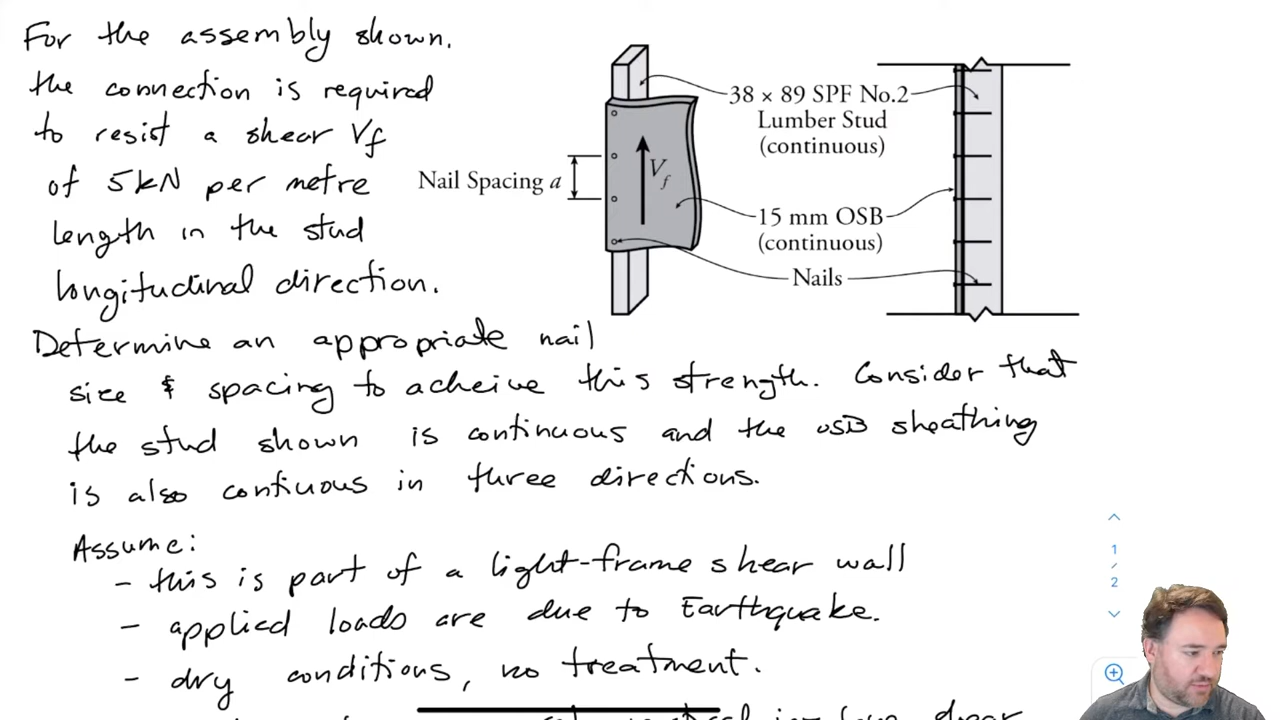 For the assembly shown.
the connection is required
to resist a shear Vf
of 5kN per metre
length in the stud
longitudinal direction.
Determine an appropriate nail
size & spacing to acheive this strength. Consider that
the stud shown is continuous and the OSB sheathing
is also contiuous in three directions.
Assume:
- this is part of a light-frame shear wall
- applied loads are due to Earthquake.
- dry conditions, no treatment.
38 × 89 SPF No.2
Lumber Stud
(continuous)
Nail Spacing a
Vf
15 mm OSB
(continuous)
Nails
1
/
2